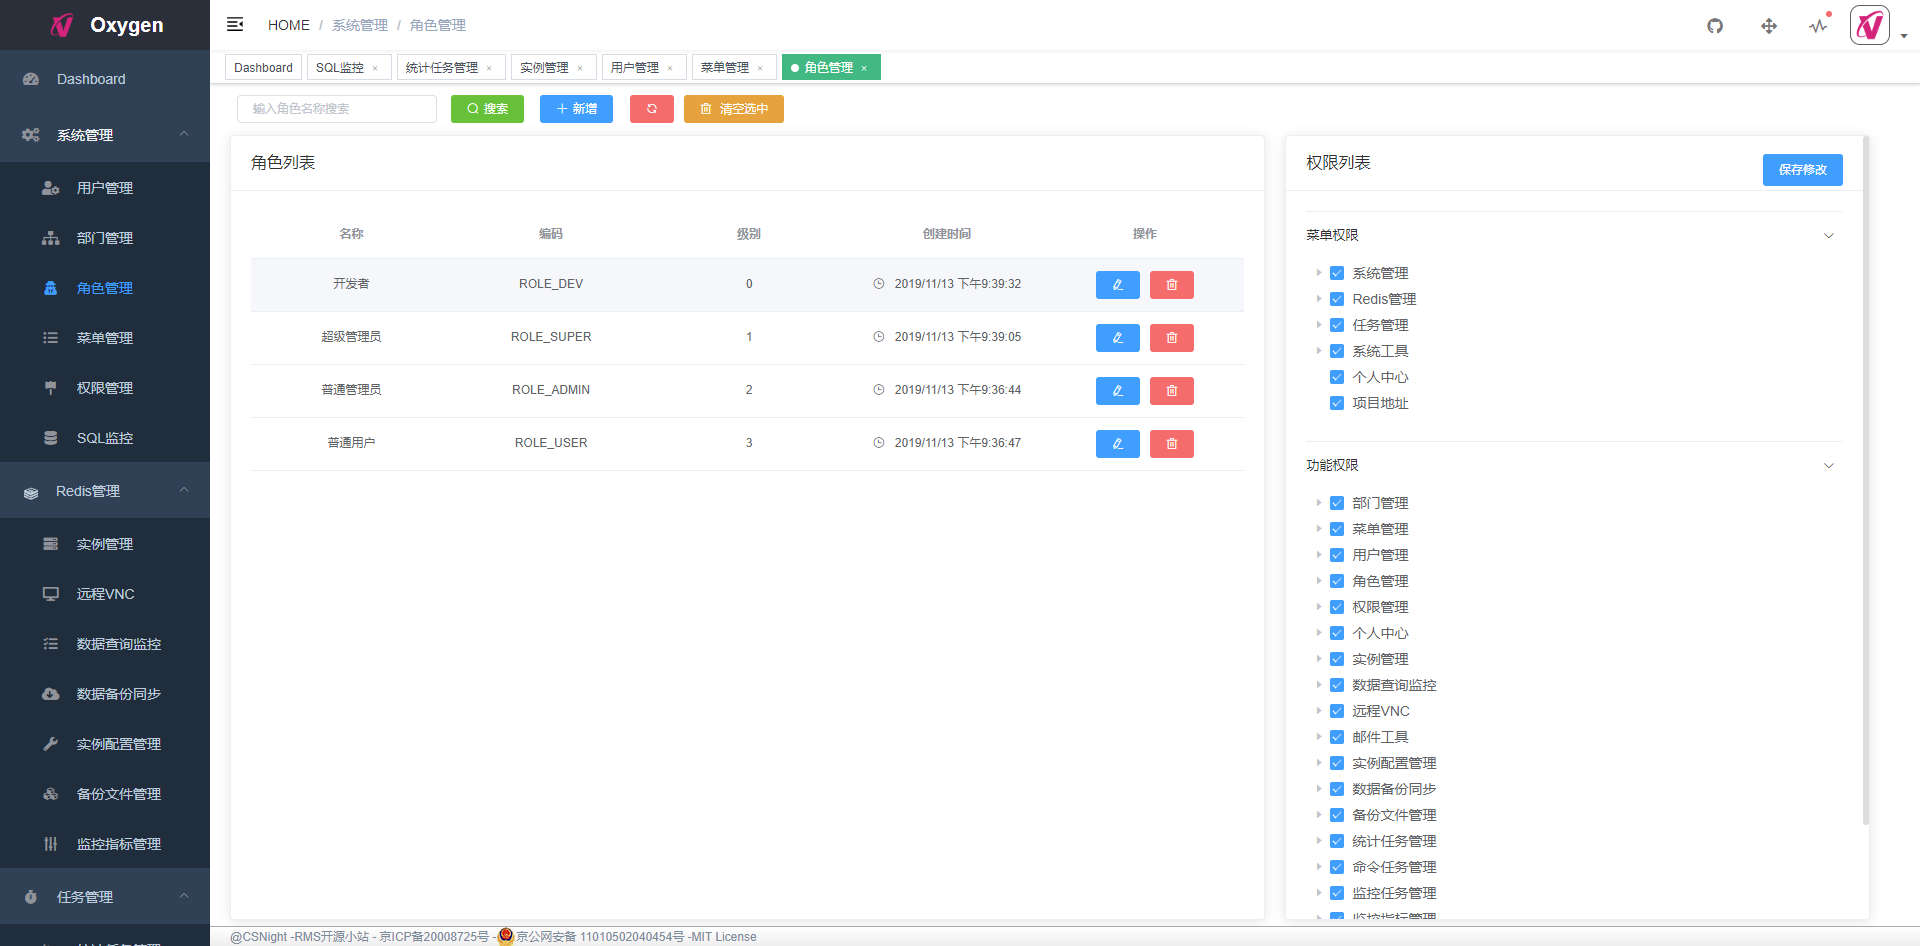 Oxygen
HOME / 系统管理 / 角色管理
Dashboard
系统管理
用户管理
部门管理
角色管理
菜单管理
权限管理
SQL监控
Redis管理
实例管理
远程VNC
数据查询监控
数据备份同步
实例配置管理
备份文件管理
监控指标管理
任务管理
统计任务管理
Dashboard SQL监控 × 统计任务管理 × 实例管理 × 用户管理 × 菜单管理 × 角色管理 ×
输入角色名称搜索 搜索 新增 清空选中
角色列表
名称 编码 级别 创建时间 操作
开发者 ROLE_DEV 0 2019/11/13 下午9:39:32
超级管理员 ROLE_SUPER 1 2019/11/13 下午9:39:05
普通管理员 ROLE_ADMIN 2 2019/11/13 下午9:36:44
普通用户 ROLE_USER 3 2019/11/13 下午9:36:47
权限列表 保存修改
菜单权限
系统管理
Redis管理
任务管理
系统工具
个人中心
项目地址
功能权限
部门管理
菜单管理
用户管理
角色管理
权限管理
个人中心
实例管理
数据查询监控
远程VNC
邮件工具
实例配置管理
数据备份同步
备份文件管理
统计任务管理
命令任务管理
监控任务管理
监控指标管理
@CSNight -RMS开源小站 - 京ICP备20008725号 - 京公网安备 11010502040454号 -MIT License